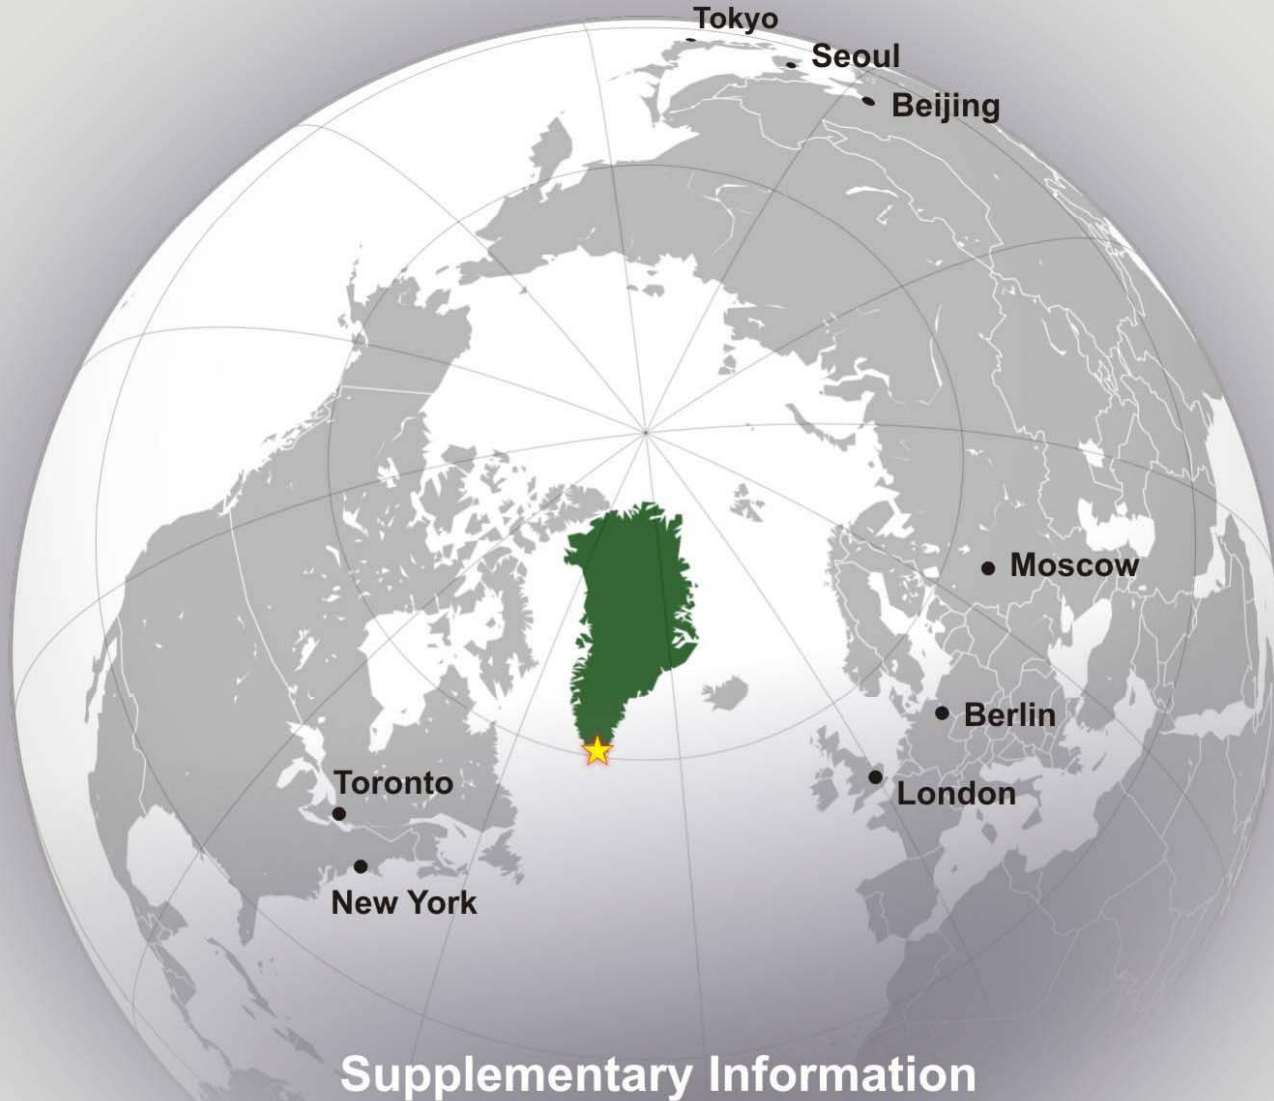 Tokyo
Seoul
Beijing
Moscow
Berlin
Toronto
London
New York
Supplementary Information